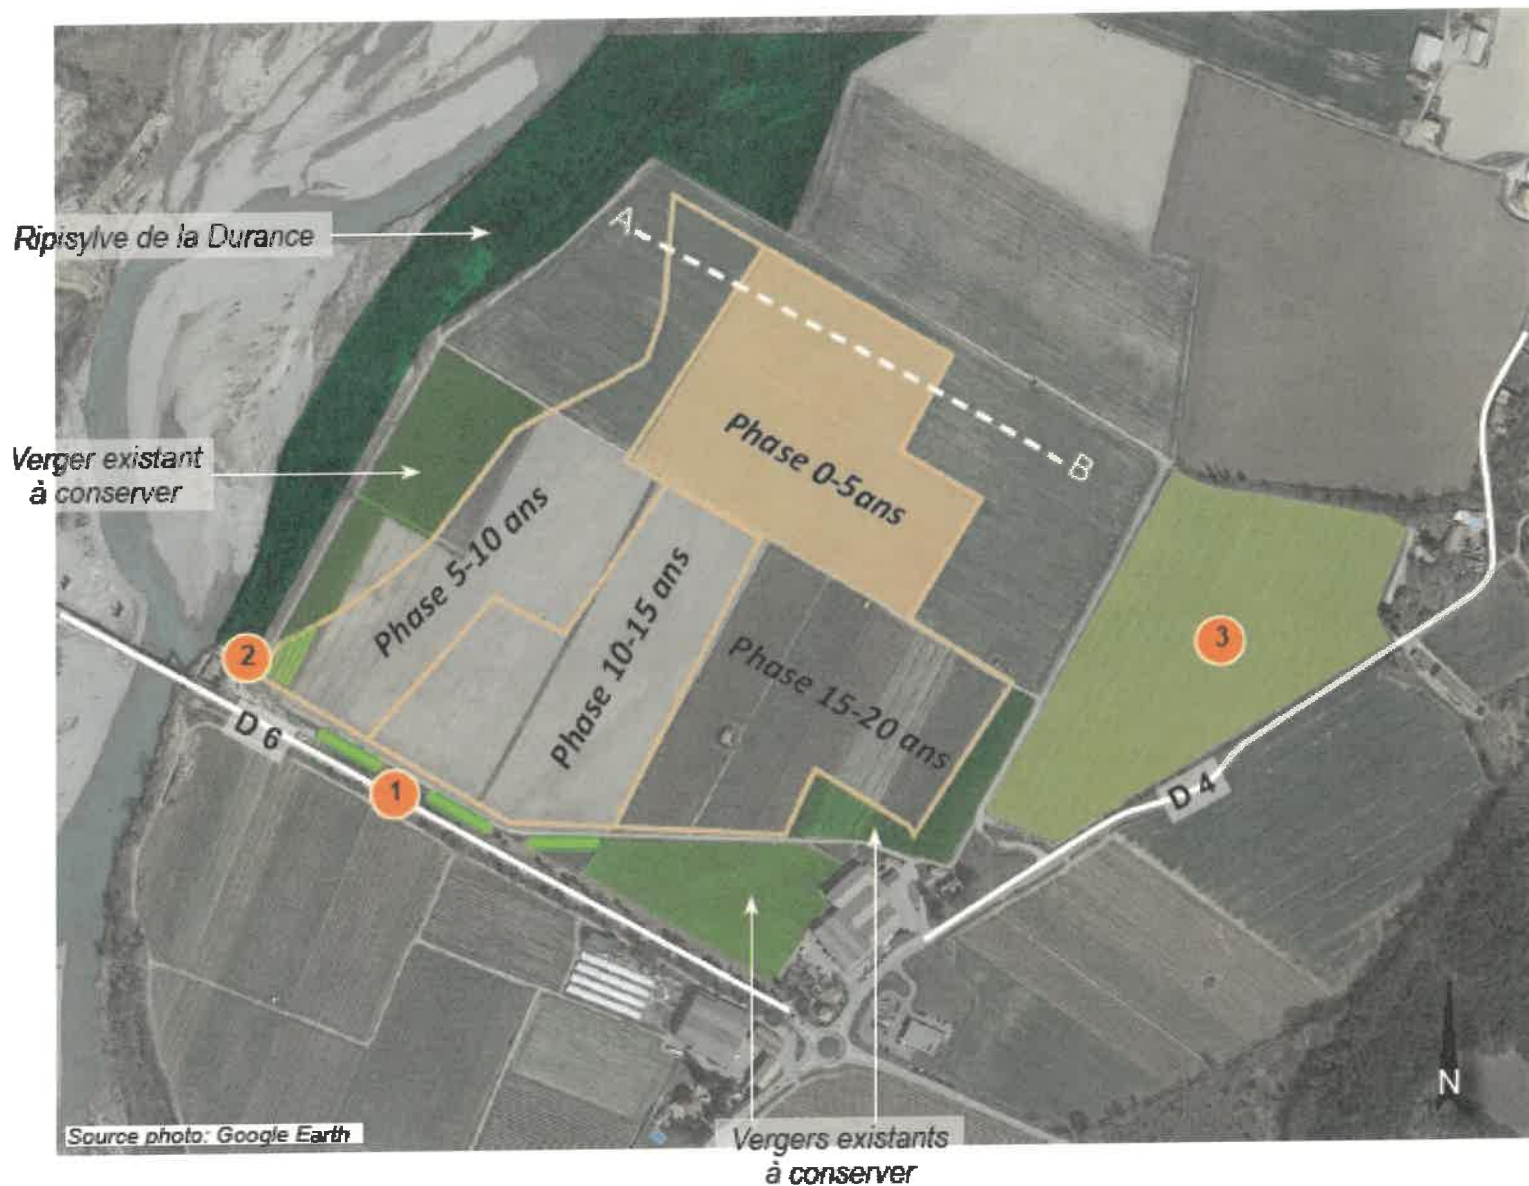 A
Ripisylve de la Durance
B
Phase 0-5ans
Verger existant
à conserver
Phase 5-10 ans
Phase 10-15 ans
Phase 15-20 ans
3
2
D 6
1
D 4
N
Source photo: Google Earth
Vergers existants
à conserver